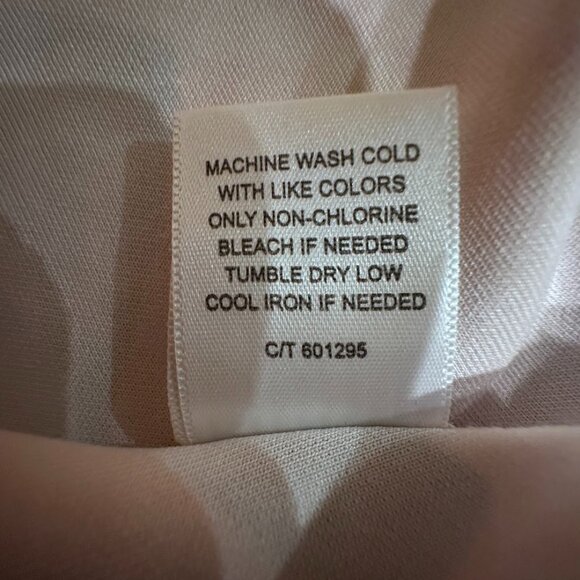 MACHINE WASH COLD
WITH LIKE COLORS
ONLY NON-CHLORINE
BLEACH IF NEEDED
TUMBLE DRY LOW
COOL IRON IF NEEDED
C/T 601295